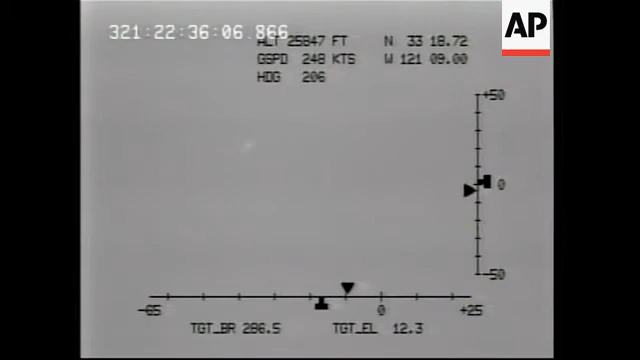 321:22:36:06.866
AP
ALT 25847 FT N 33 18.72
GSPD 248 KTS W 121 09.00
HDG 206
+50
0
-50
-65 0 +25
TGT_BR 286.5 TGT_EL 12.3